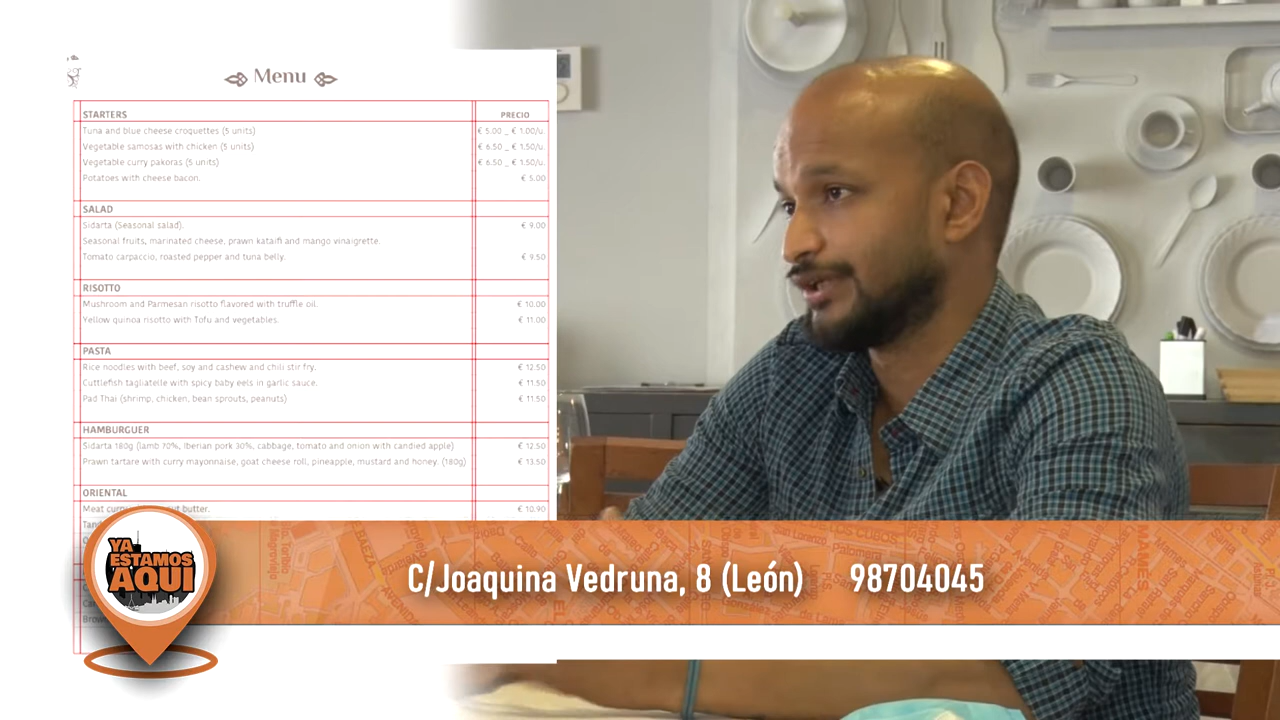 Menu
STARTERS PRECIO
Tuna and blue cheese croquettes (5 units) € 5.00 _ € 1.00/u.
Vegetable samosas with chicken (5 units) € 6.50 _ € 1.50/u.
Vegetable curry pakoras (5 units) € 6.50 _ € 1.50/u.
Potatoes with cheese bacon. € 5.00
SALAD
Sidarta (Seasonal salad). € 9,00
Seasonal fruits, marinated cheese, prawn kataifi and mango vinaigrette.
Tomato carpaccio, roasted pepper and tuna belly. € 9.50
RISOTTO
Mushroom and Parmesan risotto flavored with truffle oil. € 10.00
Yellow quinoa risotto with Tofu and vegetables. € 11.00
PASTA
Rice noodles with beef, soy and cashew and chili stir fry. € 12.50
Cuttlefish tagliatelle with spicy baby eels in garlic sauce. € 11.50
Pad Thai (shrimp, chicken, bean sprouts, peanuts) € 11.50
HAMBURGUER
Sidarta 180g (lamb 70%, Iberian pork 30%, cabbage, tomato and onion with candied apple) € 12.50
Prawn tartare with curry mayonnaise, goat cheese roll, pineapple, mustard and honey. (180g) € 13.50
ORIENTAL
Meat butter. € 10.90
YA
ESTAMOS
AQUÍ
C/Joaquina Vedruna, 8 (León) 98704045